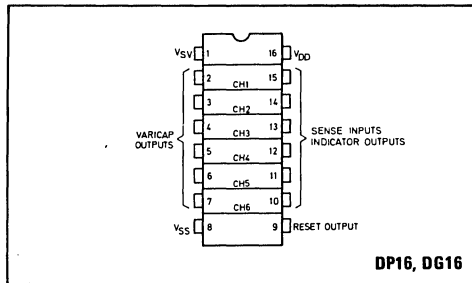 VSV 1 16 VDD
2 CH1 15
3 CH2 14
VARICAP OUTPUTS 4 CH3 13 SENSE INPUTS INDICATOR OUTPUTS
5 CH4 12
6 CH5 11
7 CH6 10
VSS 8 9 RESET OUTPUT
DP16, DG16